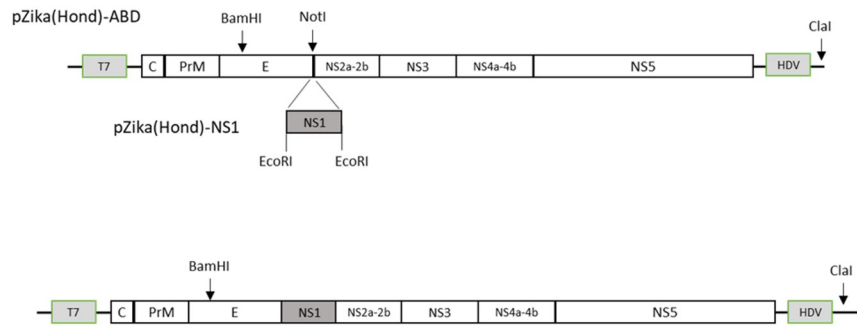 pZika(Hond)-ABD
BamHI NotI ClaI
T7 C PrM E NS2a-2b NS3 NS4a-4b NS5 HDV
pZika(Hond)-NS1 NS1
EcoRI EcoRI
BamHI ClaI
T7 C PrM E NS1 NS2a-2b NS3 NS4a-4b NS5 HDV